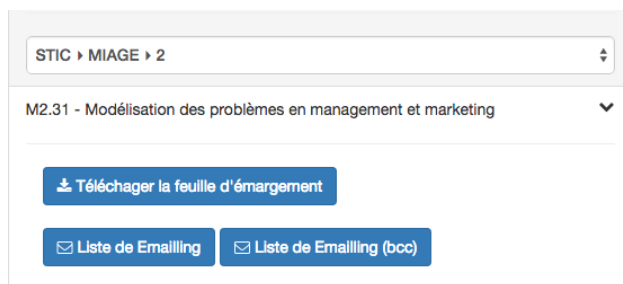 STIC ▸ MIAGE ▸ 2
M2.31 - Modélisation des problèmes en management et marketing
Téléchager la feuille d'émargement
Liste de Emailling Liste de Emailling (bcc)